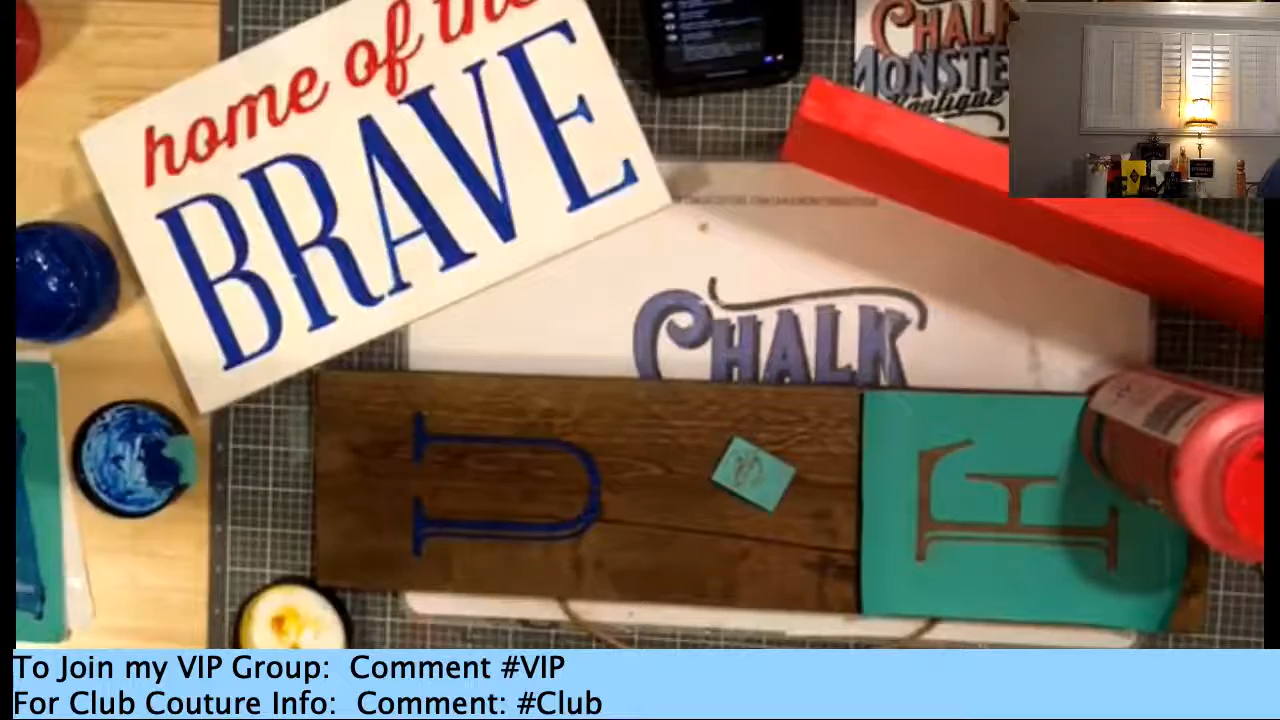 home of the
BRAVE
CHALK
MONSTER
Boutique
CHALK
U
F
To Join my VIP Group: Comment #VIP
For Club Couture Info: Comment: #Club